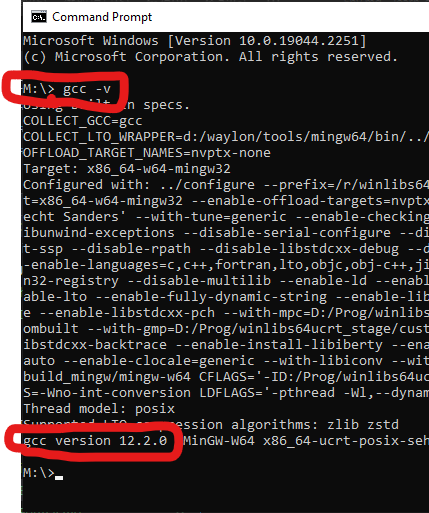 Command Prompt
Microsoft Windows [Version 10.0.19044.2251]
(c) Microsoft Corporation. All rights reserved.
M:\> gcc -v
Using built-in specs.
COLLECT_GCC=gcc
COLLECT_LTO_WRAPPER=d:/waylon/tools/mingw64/bin/../
OFFLOAD_TARGET_NAMES=nvptx-none
Target: x86_64-w64-mingw32
Configured with: ../configure --prefix=/r/winlibs64
t=x86_64-w64-mingw32 --enable-offload-targets=nvptx
echt Sanders' --with-tune=generic --enable-checking
ibunwind-exceptions --disable-serial-configure --di
t-ssp --disable-rpath --disable-libstdcxx-debug --d
-enable-languages=c,c++,fortran,lto,objc,obj-c++,ji
n32-registry --disable-multilib --enable-ld --enabl
able-lto --enable-fully-dynamic-string --enable-lib
e --enable-libstdcxx-pch --with-mpc=D:/Prog/winlibs
ombuilt --with-gmp=D:/Prog/winlibs64ucrt_stage/cust
ibstdcxx-backtrace --enable-install-libiberty --ena
auto --enable-clocale=generic --with-libiconv --wit
build_mingw/mingw-w64 CFLAGS='-ID:/Prog/winlibs64uc
S=-Wno-int-conversion LDFLAGS='-pthread -Wl,--dynam
Thread model: posix
Supported LTO compression algorithms: zlib zstd
gcc version 12.2.0 (MinGW-W64 x86_64-ucrt-posix-seh
M:\>